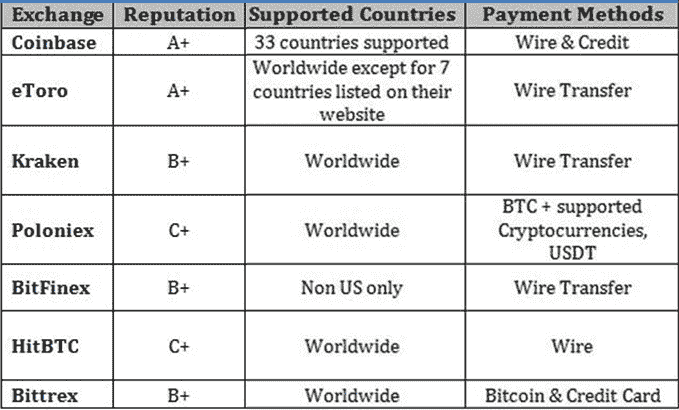 Exchange Reputation Supported Countries Payment Methods
Coinbase A+ 33 countries supported Wire & Credit
eToro A+ Worldwide except for 7 countries listed on their website Wire Transfer
Kraken B+ Worldwide Wire Transfer
Poloniex C+ Worldwide BTC + supported Cryptocurrencies, USDT
BitFinex B+ Non US only Wire Transfer
HitBTC C+ Worldwide Wire
Bittrex B+ Worldwide Bitcoin & Credit Card